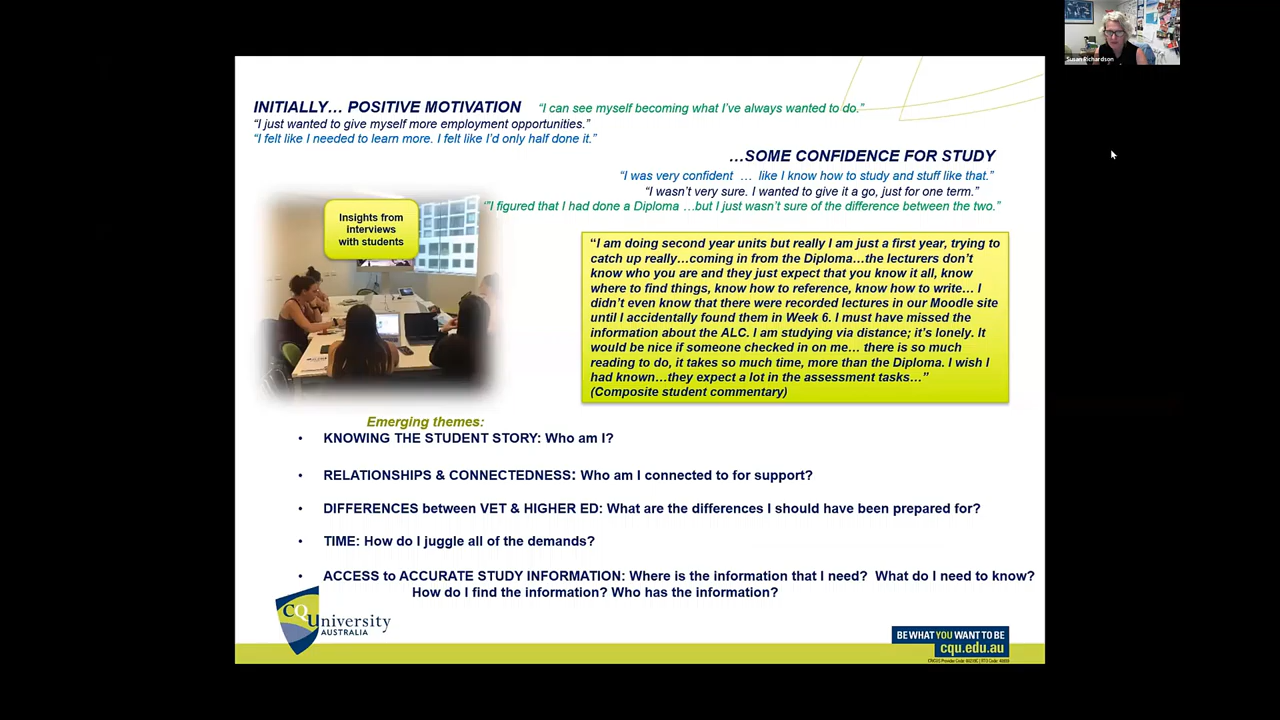 Susan Richardson
INITIALLY… POSITIVE MOTIVATION “I can see myself becoming what I’ve always wanted to do.”
“I just wanted to give myself more employment opportunities.”
“I felt like I needed to learn more. I felt like I’d only half done it.”
…SOME CONFIDENCE FOR STUDY
“I was very confident … like I know how to study and stuff like that.”
“I wasn’t very sure. I wanted to give it a go, just for one term.”
“I figured that I had done a Diploma …but I just wasn’t sure of the difference between the two.”
Insights from
interviews
with students
“I am doing second year units but really I am just a first year, trying to
catch up really…coming in from the Diploma…the lecturers don’t
know who you are and they just expect that you know it all, know
where to find things, know how to reference, know how to write… I
didn’t even know that there were recorded lectures in our Moodle site
until I accidentally found them in Week 6. I must have missed the
information about the ALC. I am studying via distance; it’s lonely. It
would be nice if someone checked in on me… there is so much
reading to do, it takes so much time, more than the Diploma. I wish I
had known…they expect a lot in the assessment tasks…”
(Composite student commentary)
Emerging themes:
• KNOWING THE STUDENT STORY: Who am I?
• RELATIONSHIPS & CONNECTEDNESS: Who am I connected to for support?
• DIFFERENCES between VET & HIGHER ED: What are the differences I should have been prepared for?
• TIME: How do I juggle all of the demands?
• ACCESS to ACCURATE STUDY INFORMATION: Where is the information that I need? What do I need to know?
How do I find the information? Who has the information?
CQUniversity
AUSTRALIA
BE WHAT YOU WANT TO BE
cqu.edu.au